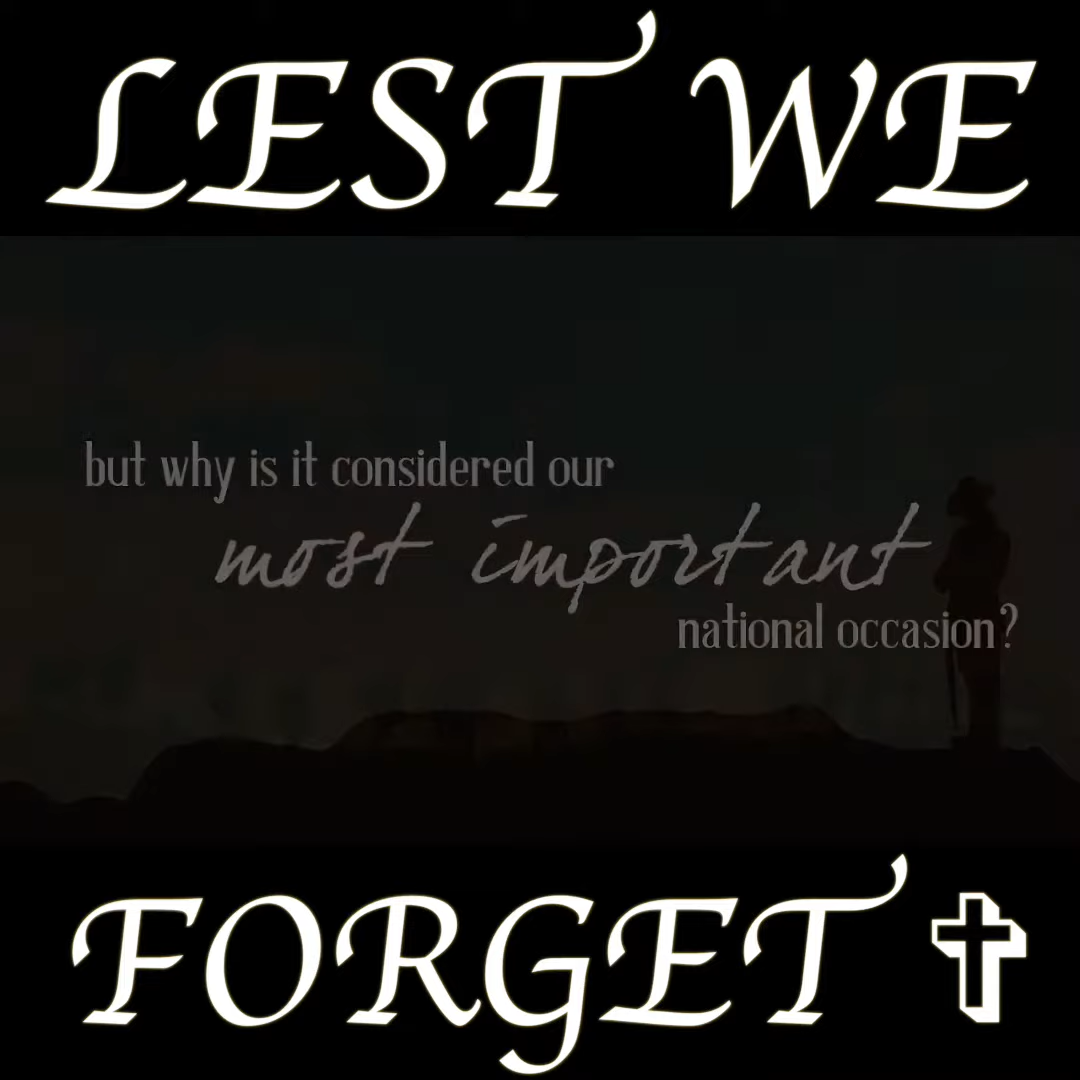 LEST WE
but why is it considered our
most important
national occasion?
FORGET ✝